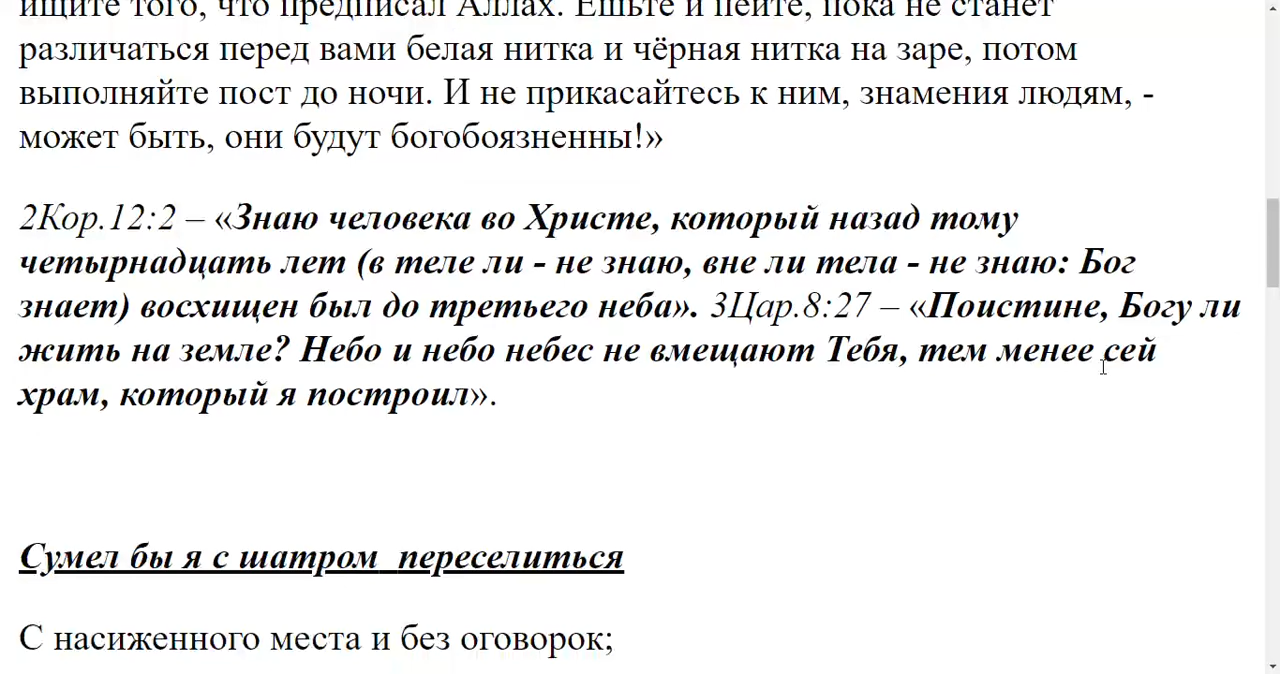 ищите того, что предписал Аллах. Ешьте и пейте, пока не станет
различаться перед вами белая нитка и чёрная нитка на заре, потом
выполняйте пост до ночи. И не прикасайтесь к ним, знамения людям, -
может быть, они будут богобоязненны!»
2Кор.12:2 – «Знаю человека во Христе, который назад тому
четырнадцать лет (в теле ли - не знаю, вне ли тела - не знаю: Бог
знает) восхищен был до третьего неба». 3Цар.8:27 – «Поистине, Богу ли
жить на земле? Небо и небо небес не вмещают Тебя, тем менее сей
храм, который я построил».
Сумел бы я с шатром  переселиться
С насиженного места и без оговорок;